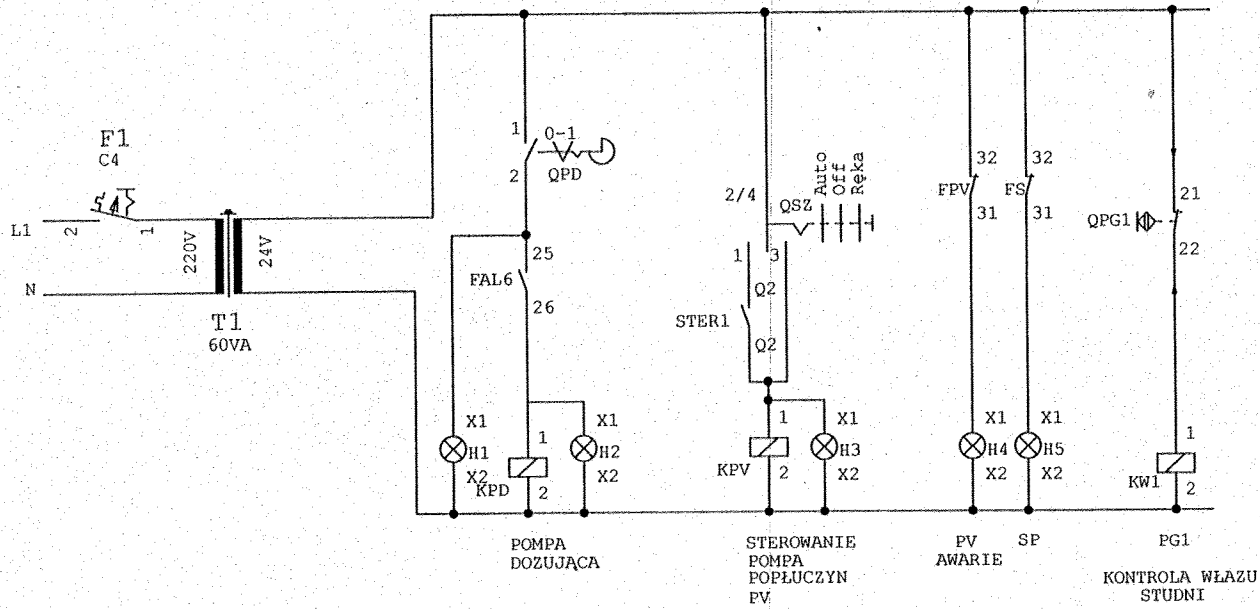 F1
C4
L1
2
1
N
220V
24V
T1
60VA
1
0-1
2
QPD
25
FAL6
26
X1
H1
X2
1
KPD
2
X1
H2
X2
POMPA
DOZUJĄCA
2/4
QSZ
Auto
Off
Ręka
1
3
Q2
STER1
Q2
1
KPV
2
X1
H3
X2
STEROWANIE
POMPA
POPŁUCZYN
PV
32
FPV
31
X1
H4
X2
PV
AWARIE
32
FS
31
X1
H5
X2
SP
21
QPG1
22
1
KW1
2
PG1
KONTROLA WŁAZU
STUDNI